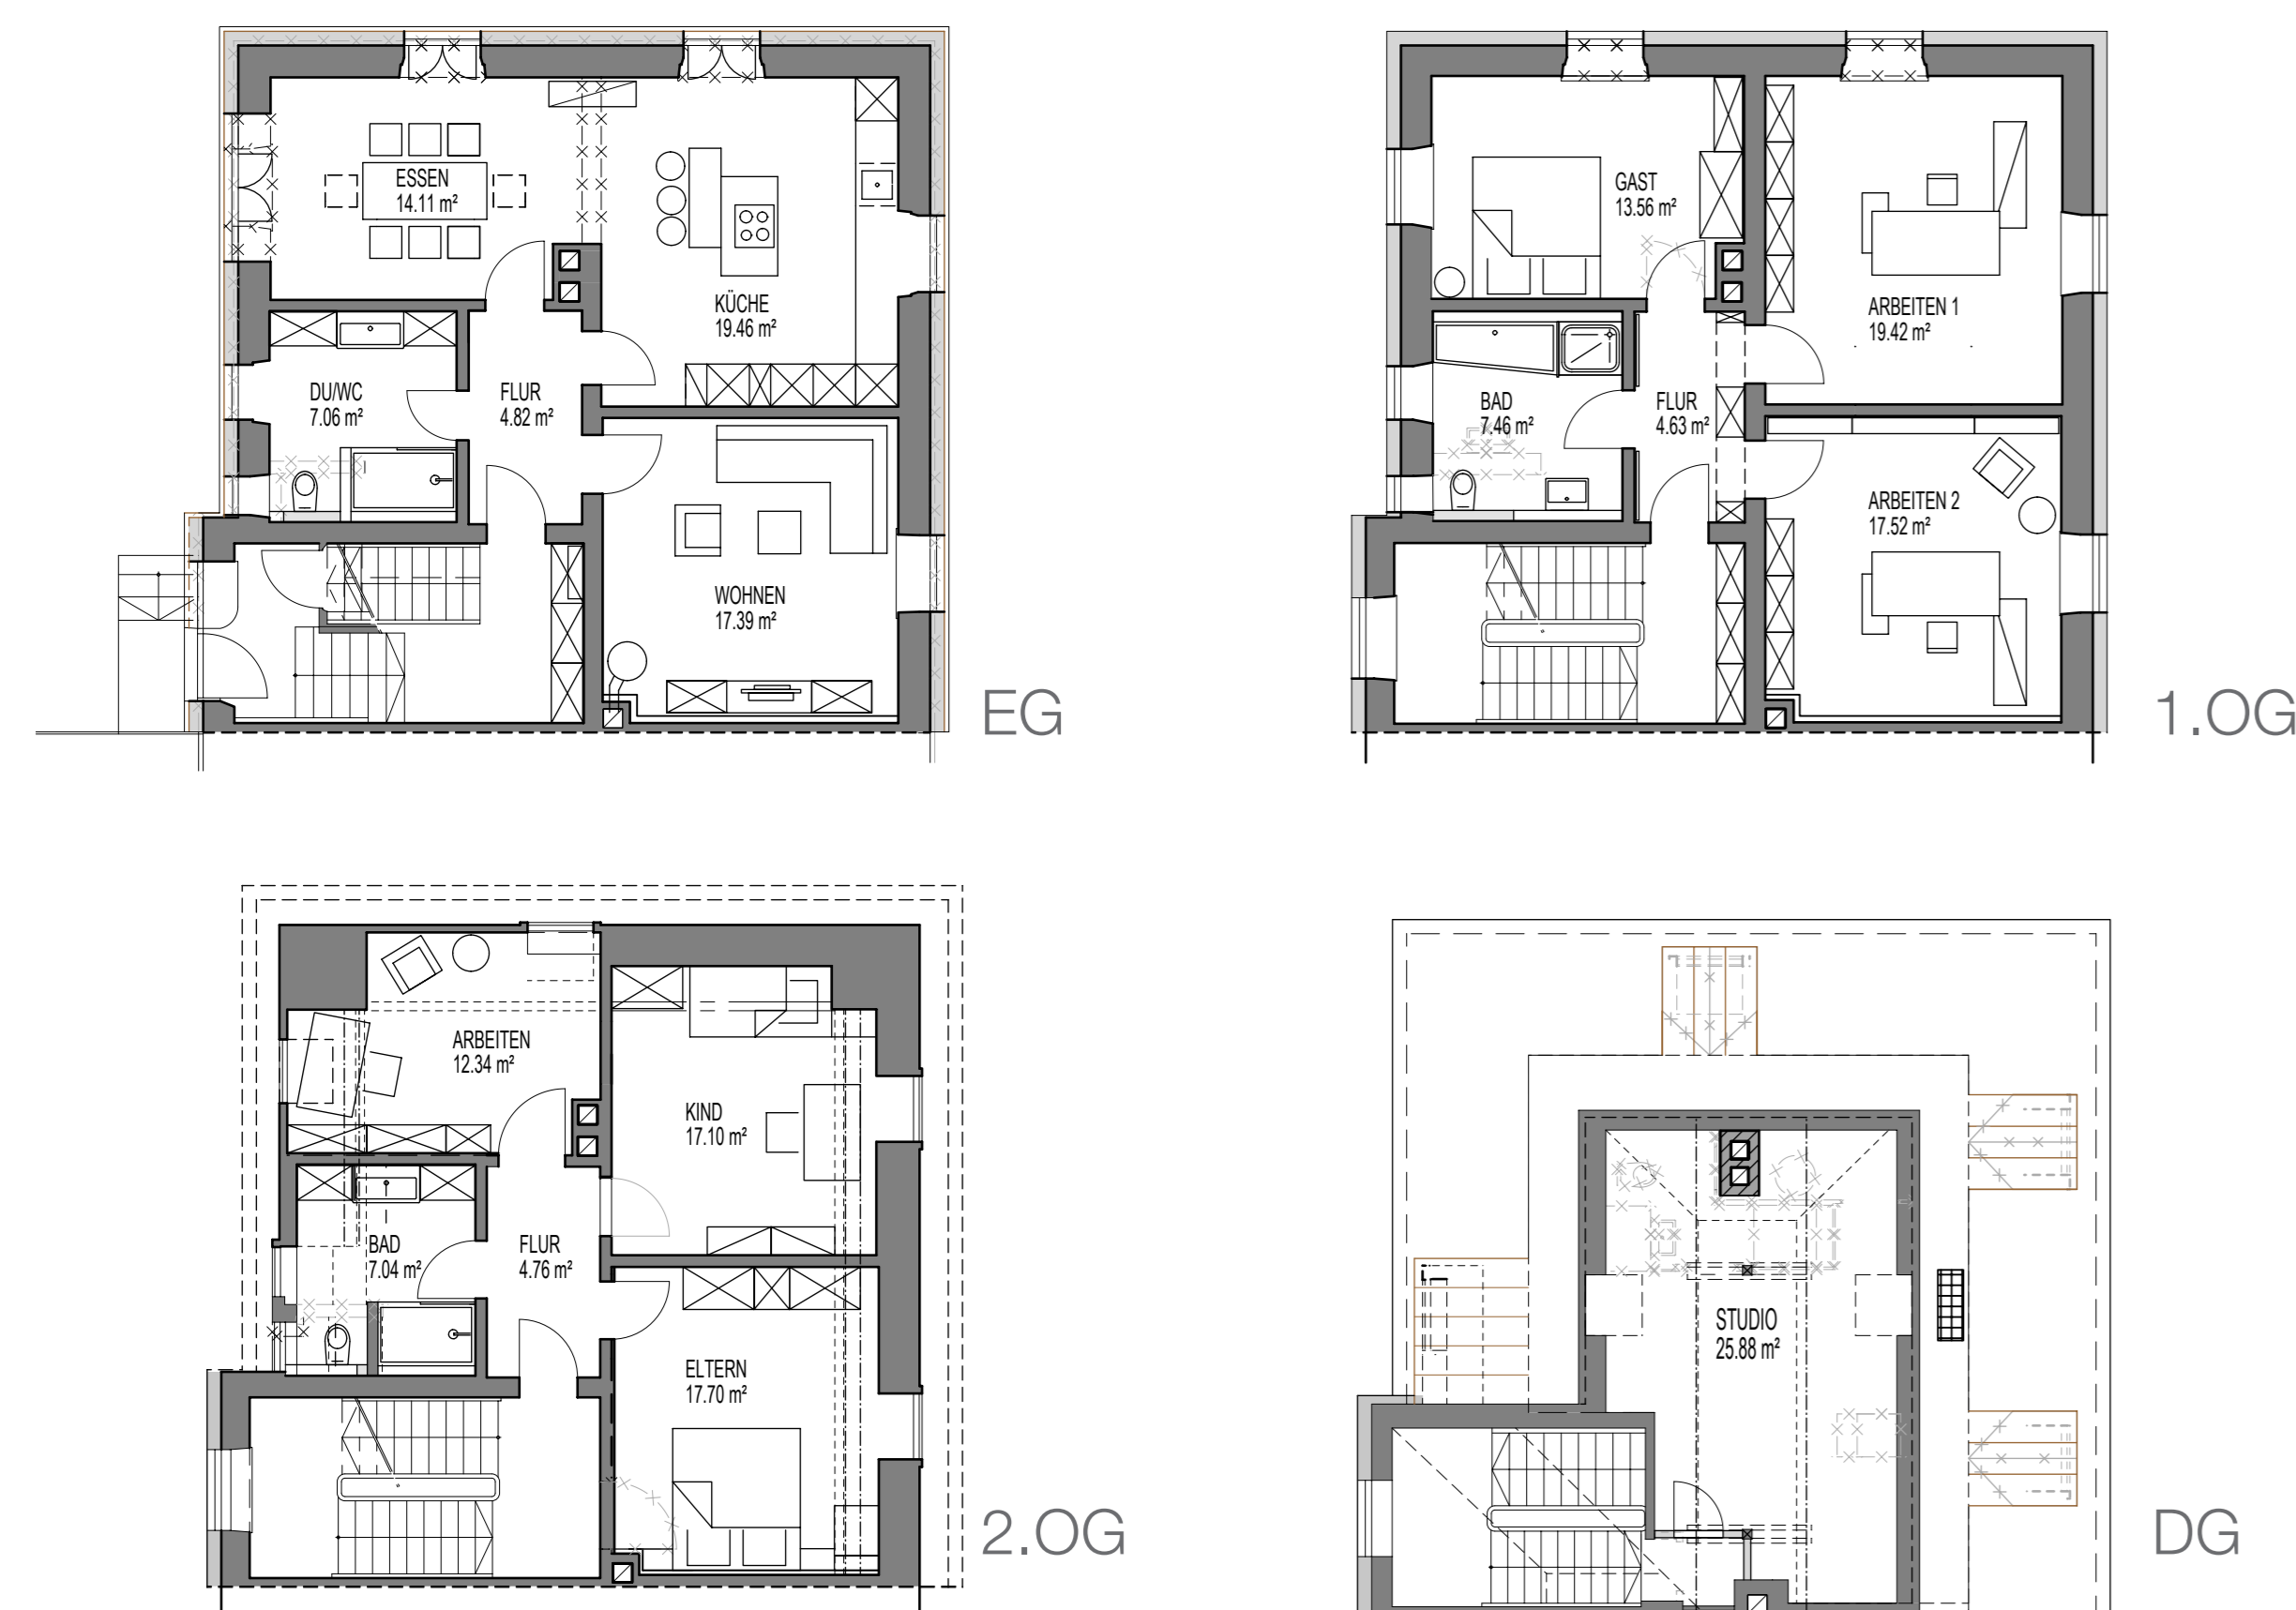 ESSEN
14.11 m²
KÜCHE
19.46 m²
DU/WC
7.06 m²
FLUR
4.82 m²
WOHNEN
17.39 m²
EG
GAST
13.56 m²
ARBEITEN 1
19.42 m²
BAD
7.46 m²
FLUR
4.63 m²
ARBEITEN 2
17.52 m²
1.OG
ARBEITEN
12.34 m²
KIND
17.10 m²
BAD
7.04 m²
FLUR
4.76 m²
ELTERN
17.70 m²
2.OG
STUDIO
25.88 m²
DG